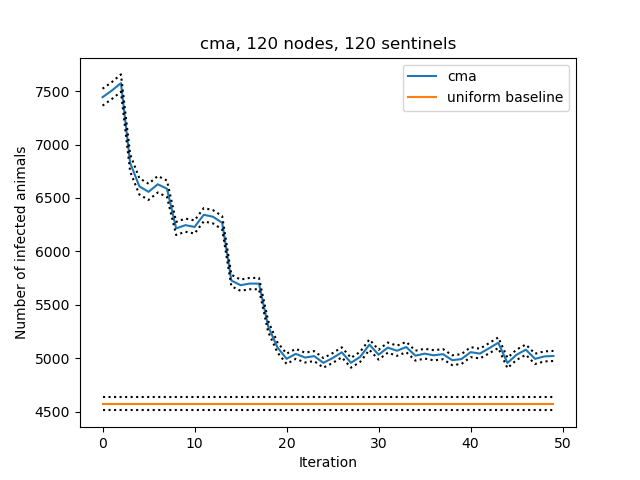 cma, 120 nodes, 120 sentinels
cma
uniform baseline
Number of infected animals
7500
7000
6500
6000
5500
5000
4500
0 10 20 30 40 50
Iteration